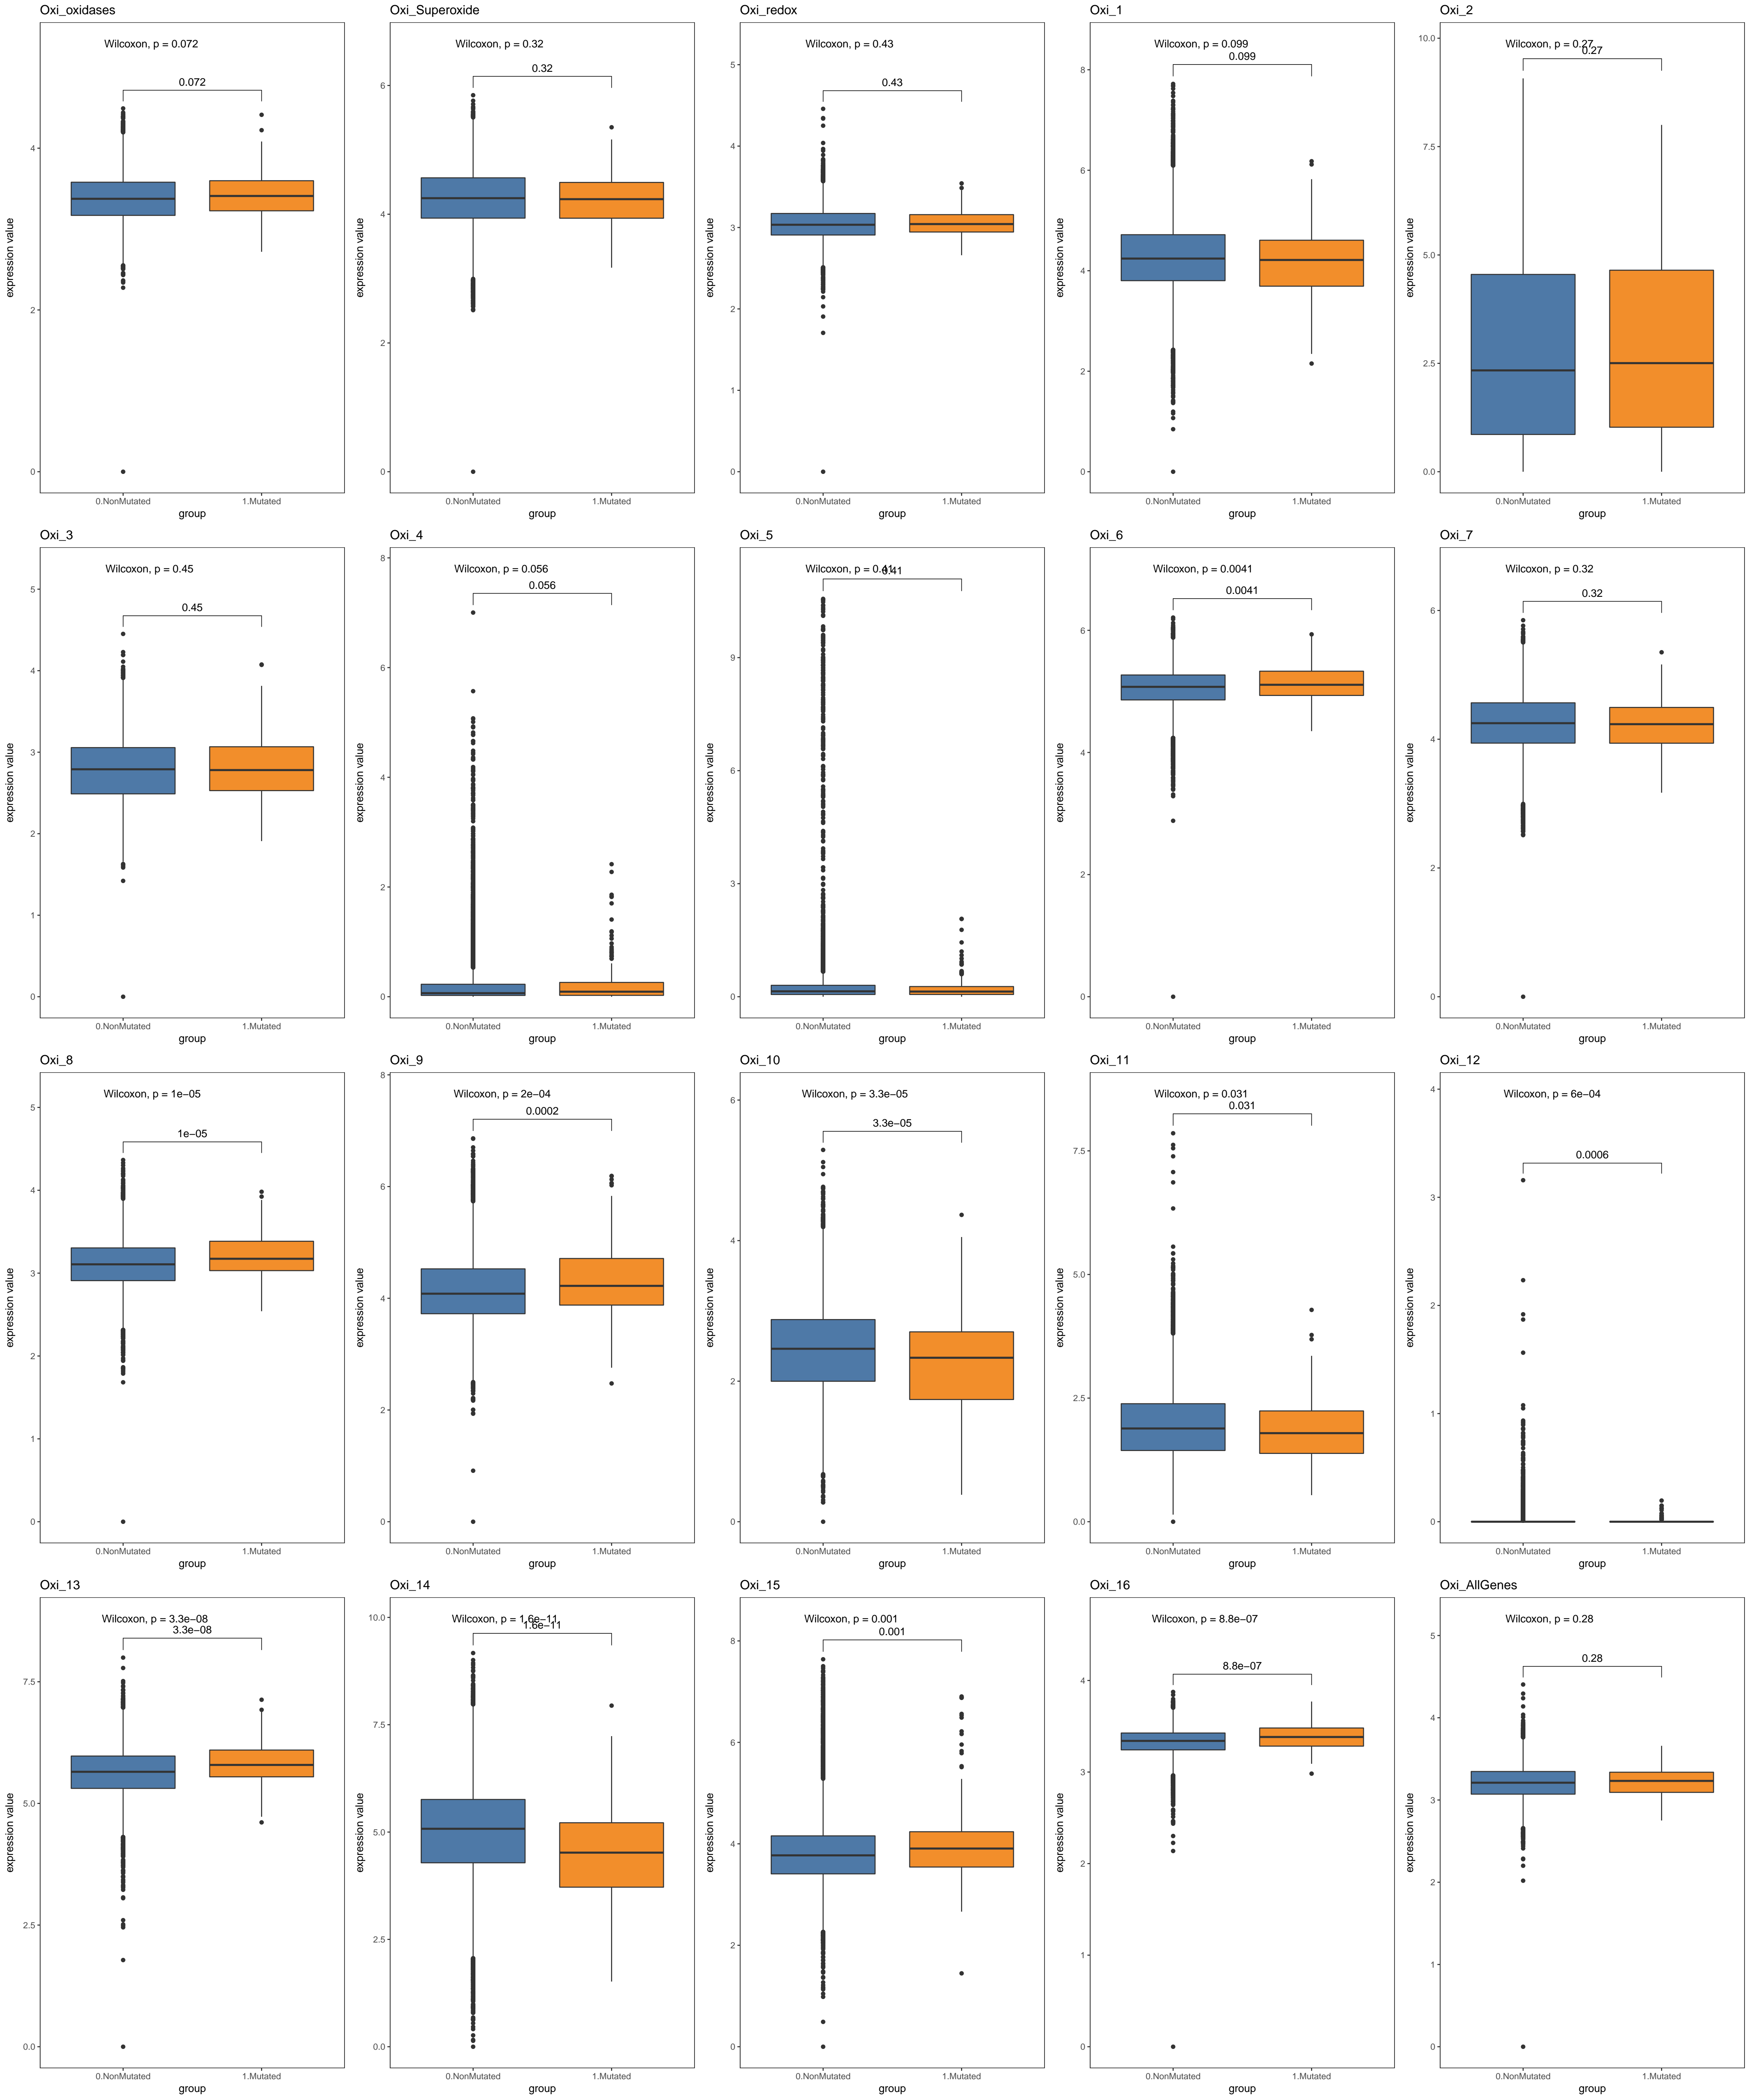 Oxi_oxidases
Wilcoxon, p = 0.072
0.072
4
2
0
expression value
0.NonMutated 1.Mutated
group
Oxi_Superoxide
Wilcoxon, p = 0.32
0.32
6
4
2
0
expression value
0.NonMutated 1.Mutated
group
Oxi_redox
Wilcoxon, p = 0.43
0.43
5
4
3
2
1
0
expression value
0.NonMutated 1.Mutated
group
Oxi_1
Wilcoxon, p = 0.099
0.099
8
6
4
2
0
expression value
0.NonMutated 1.Mutated
group
Oxi_2
Wilcoxon, p = 0.27
0.27
10.0
7.5
5.0
2.5
0.0
expression value
0.NonMutated 1.Mutated
group
Oxi_3
Wilcoxon, p = 0.45
0.45
5
4
3
2
1
0
expression value
0.NonMutated 1.Mutated
group
Oxi_4
Wilcoxon, p = 0.056
0.056
8
6
4
2
0
expression value
0.NonMutated 1.Mutated
group
Oxi_5
Wilcoxon, p = 0.41
0.41
9
6
3
0
expression value
0.NonMutated 1.Mutated
group
Oxi_6
Wilcoxon, p = 0.0041
0.0041
6
4
2
0
expression value
0.NonMutated 1.Mutated
group
Oxi_7
Wilcoxon, p = 0.32
0.32
6
4
2
0
expression value
0.NonMutated 1.Mutated
group
Oxi_8
Wilcoxon, p = 1e−05
1e−05
5
4
3
2
1
0
expression value
0.NonMutated 1.Mutated
group
Oxi_9
Wilcoxon, p = 2e−04
0.0002
8
6
4
2
0
expression value
0.NonMutated 1.Mutated
group
Oxi_10
Wilcoxon, p = 3.3e−05
3.3e−05
6
4
2
0
expression value
0.NonMutated 1.Mutated
group
Oxi_11
Wilcoxon, p = 0.031
0.031
7.5
5.0
2.5
0.0
expression value
0.NonMutated 1.Mutated
group
Oxi_12
Wilcoxon, p = 6e−04
0.0006
4
3
2
1
0
expression value
0.NonMutated 1.Mutated
group
Oxi_13
Wilcoxon, p = 3.3e−08
3.3e−08
7.5
5.0
2.5
0.0
expression value
0.NonMutated 1.Mutated
group
Oxi_14
Wilcoxon, p = 1.6e−11
1.6e−11
10.0
7.5
5.0
2.5
0.0
expression value
0.NonMutated 1.Mutated
group
Oxi_15
Wilcoxon, p = 0.001
0.001
8
6
4
2
0
expression value
0.NonMutated 1.Mutated
group
Oxi_16
Wilcoxon, p = 8.8e−07
8.8e−07
4
3
2
1
0
expression value
0.NonMutated 1.Mutated
group
Oxi_AllGenes
Wilcoxon, p = 0.28
0.28
5
4
3
2
1
0
expression value
0.NonMutated 1.Mutated
group